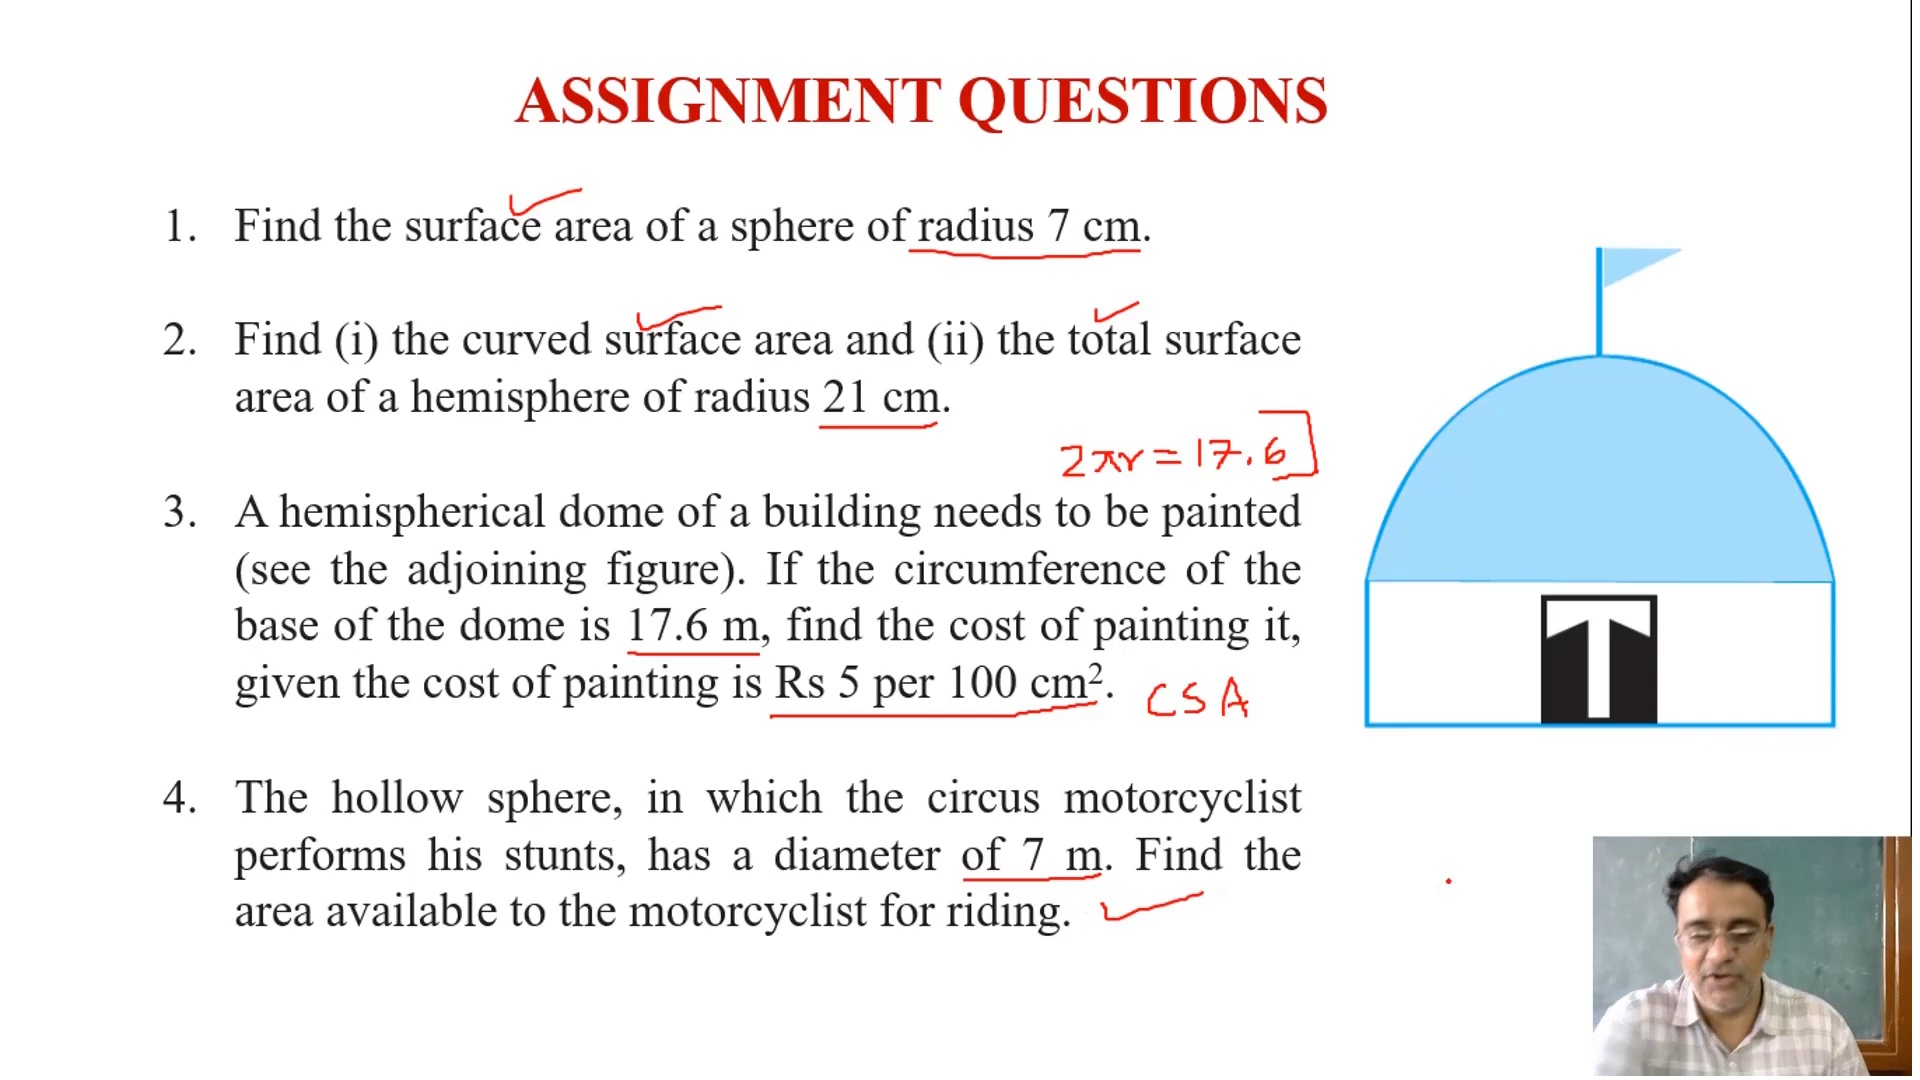 ASSIGNMENT QUESTIONS
1. Find the surface area of a sphere of radius 7 cm.
2. Find (i) the curved surface area and (ii) the total surface
area of a hemisphere of radius 21 cm.
2πr = 17.6
3. A hemispherical dome of a building needs to be painted
(see the adjoining figure). If the circumference of the
base of the dome is 17.6 m, find the cost of painting it,
given the cost of painting is Rs 5 per 100 cm².
CSA
4. The hollow sphere, in which the circus motorcyclist
performs his stunts, has a diameter of 7 m. Find the
area available to the motorcyclist for riding.